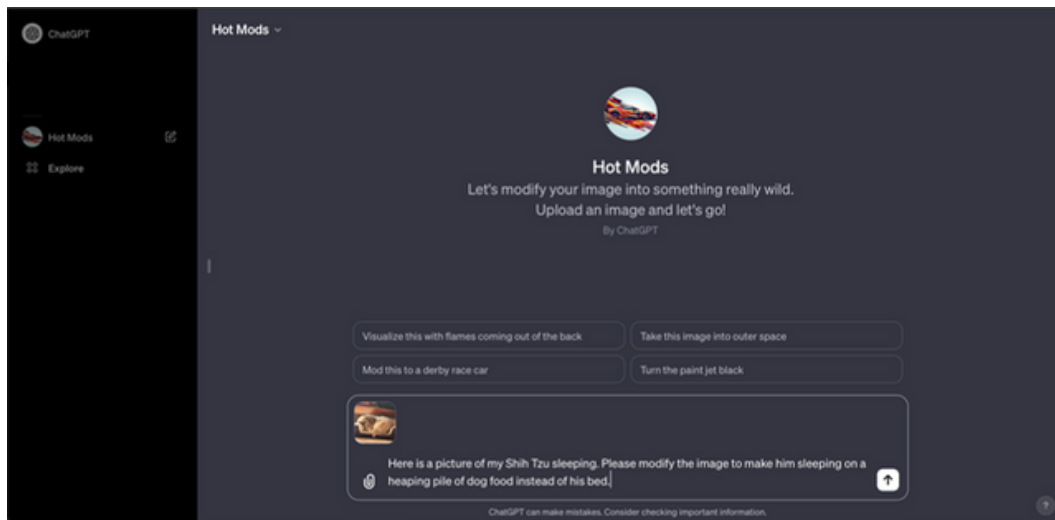 ChatGPT
Hot Mods
Explore
Hot Mods
Hot Mods
Let's modify your image into something really wild.
Upload an image and let's go!
By ChatGPT
Visualize this with flames coming out of the back
Take this image into outer space
Mod this to a derby race car
Turn the paint jet black
Here is a picture of my Shih Tzu sleeping. Please modify the image to make him sleeping on a
heaping pile of dog food instead of his bed.
ChatGPT can make mistakes. Consider checking important information.
?